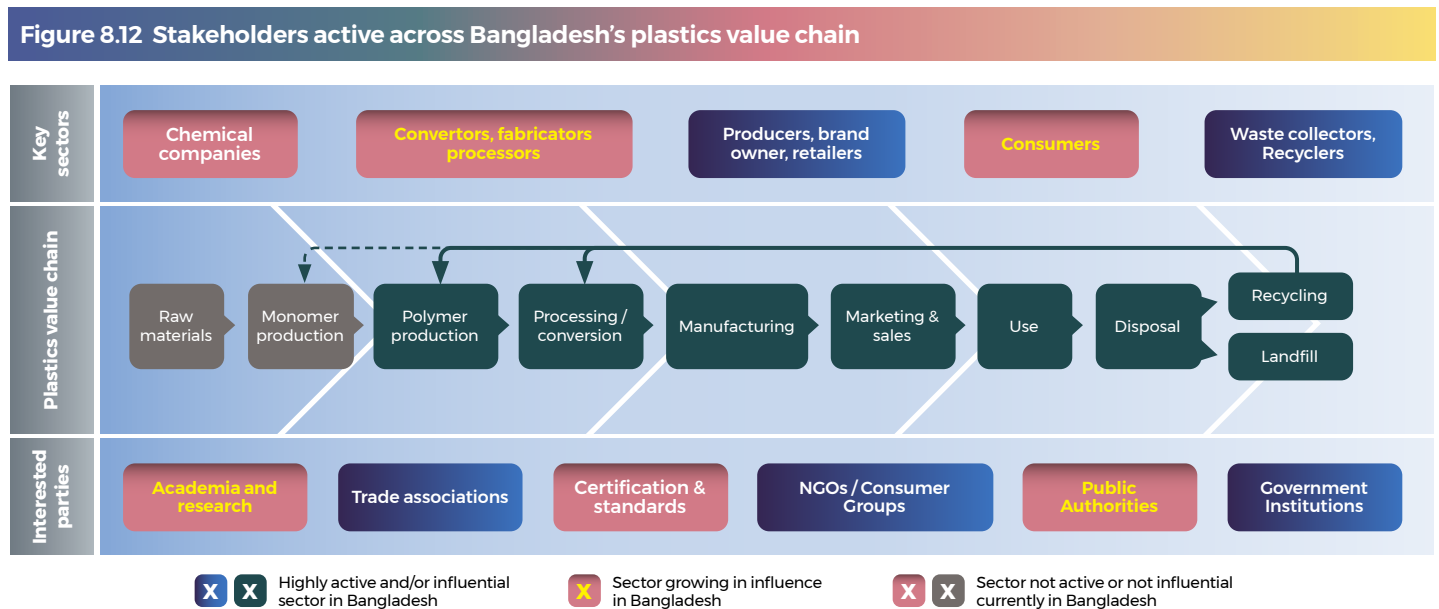 Figure 8.12 Stakeholders active across Bangladesh's plastics value chain
Key
sectors
Chemical
companies
Convertors, fabricators
processors
Producers, brand
owner, retailers
Consumers
Waste collectors,
Recyclers
Plastics value chain
Raw
materials
Monomer
production
Polymer
production
Processing /
conversion
Manufacturing
Marketing &
sales
Use
Disposal
Recycling
Landfill
Interested
parties
Academia and
research
Trade associations
Certification &
standards
NGOs / Consumer
Groups
Public
Authorities
Government
Institutions
X X Highly active and/or influential
sector in Bangladesh
X Sector growing in influence
in Bangladesh
X X Sector not active or not influential
currently in Bangladesh